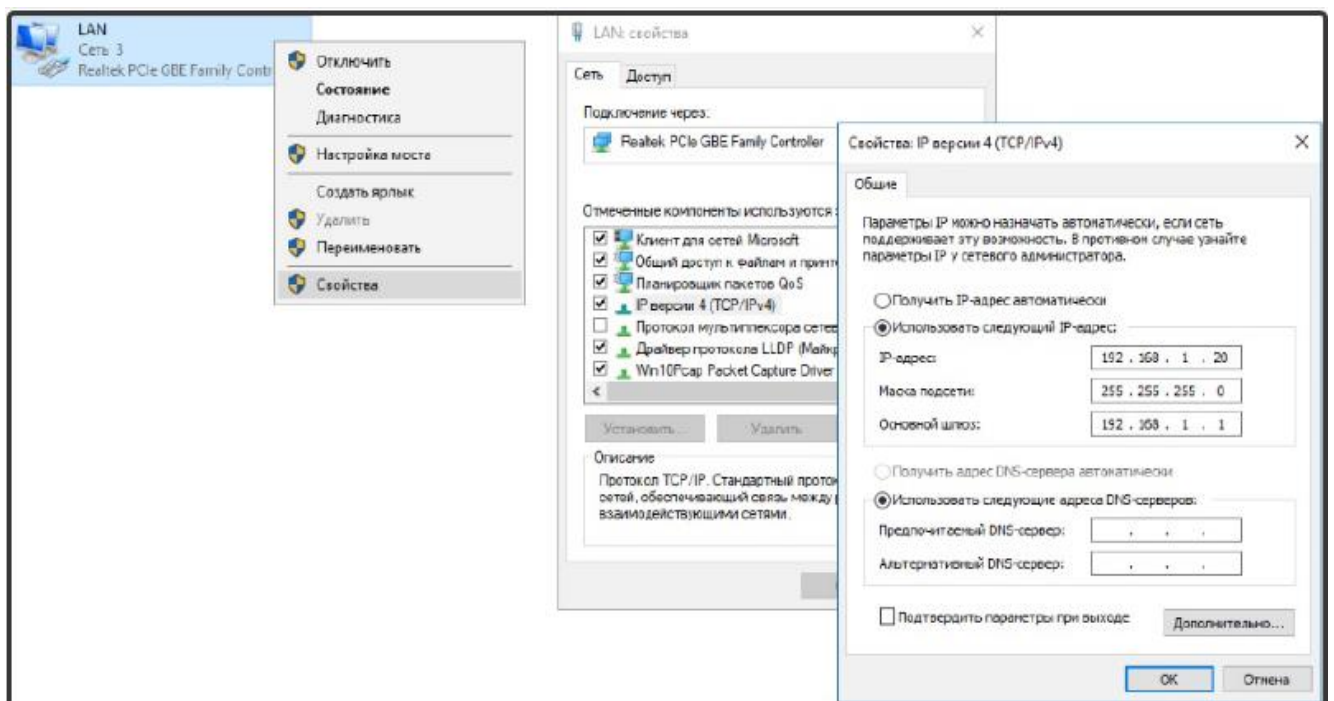 LAN
Сеть 3
Realtek PCIe GBE Family Contr
Отключить
Состояние
Диагностика
Настройка моста
Создать ярлык
Удалить
Переименовать
Свойства
LAN: свойства
Сеть
Доступ
Подключение через:
Realtek PCIe GBE Family Controller
Отмеченные компоненты используются э
Клиент для сетей Microsoft
Общий доступ к файлам и принте
Планировщик пакетов QoS
IP версии 4 (TCP/IPv4)
Протокол мультиплексора сетев
Драйвер протокола LLDP (Майкр
Win10Pcap Packet Capture Driver
Установить...
Удалить
Описание
Протокол TCP/IP. Стандартный проток
сетей, обеспечивающий связь между р
взаимодействующими сетями.
Свойства: IP версии 4 (TCP/IPv4)
Общие
Параметры IP можно назначать автоматически, если сеть
поддерживает эту возможность. В противном случае узнайте
параметры IP у сетевого администратора.
Получить IP-адрес автоматически
Использовать следующий IP-адрес:
IP-адрес:
192 . 168 . 1 . 20
Маска подсети:
255 . 255 . 255 . 0
Основной шлюз:
192 . 168 . 1 . 1
Получить адрес DNS-сервера автоматически
Использовать следующие адреса DNS-серверов:
Предпочитаемый DNS-сервер:
. . .
Альтернативный DNS-сервер:
. . .
Подтвердить параметры при выходе
Дополнительно...
OK
Отмена